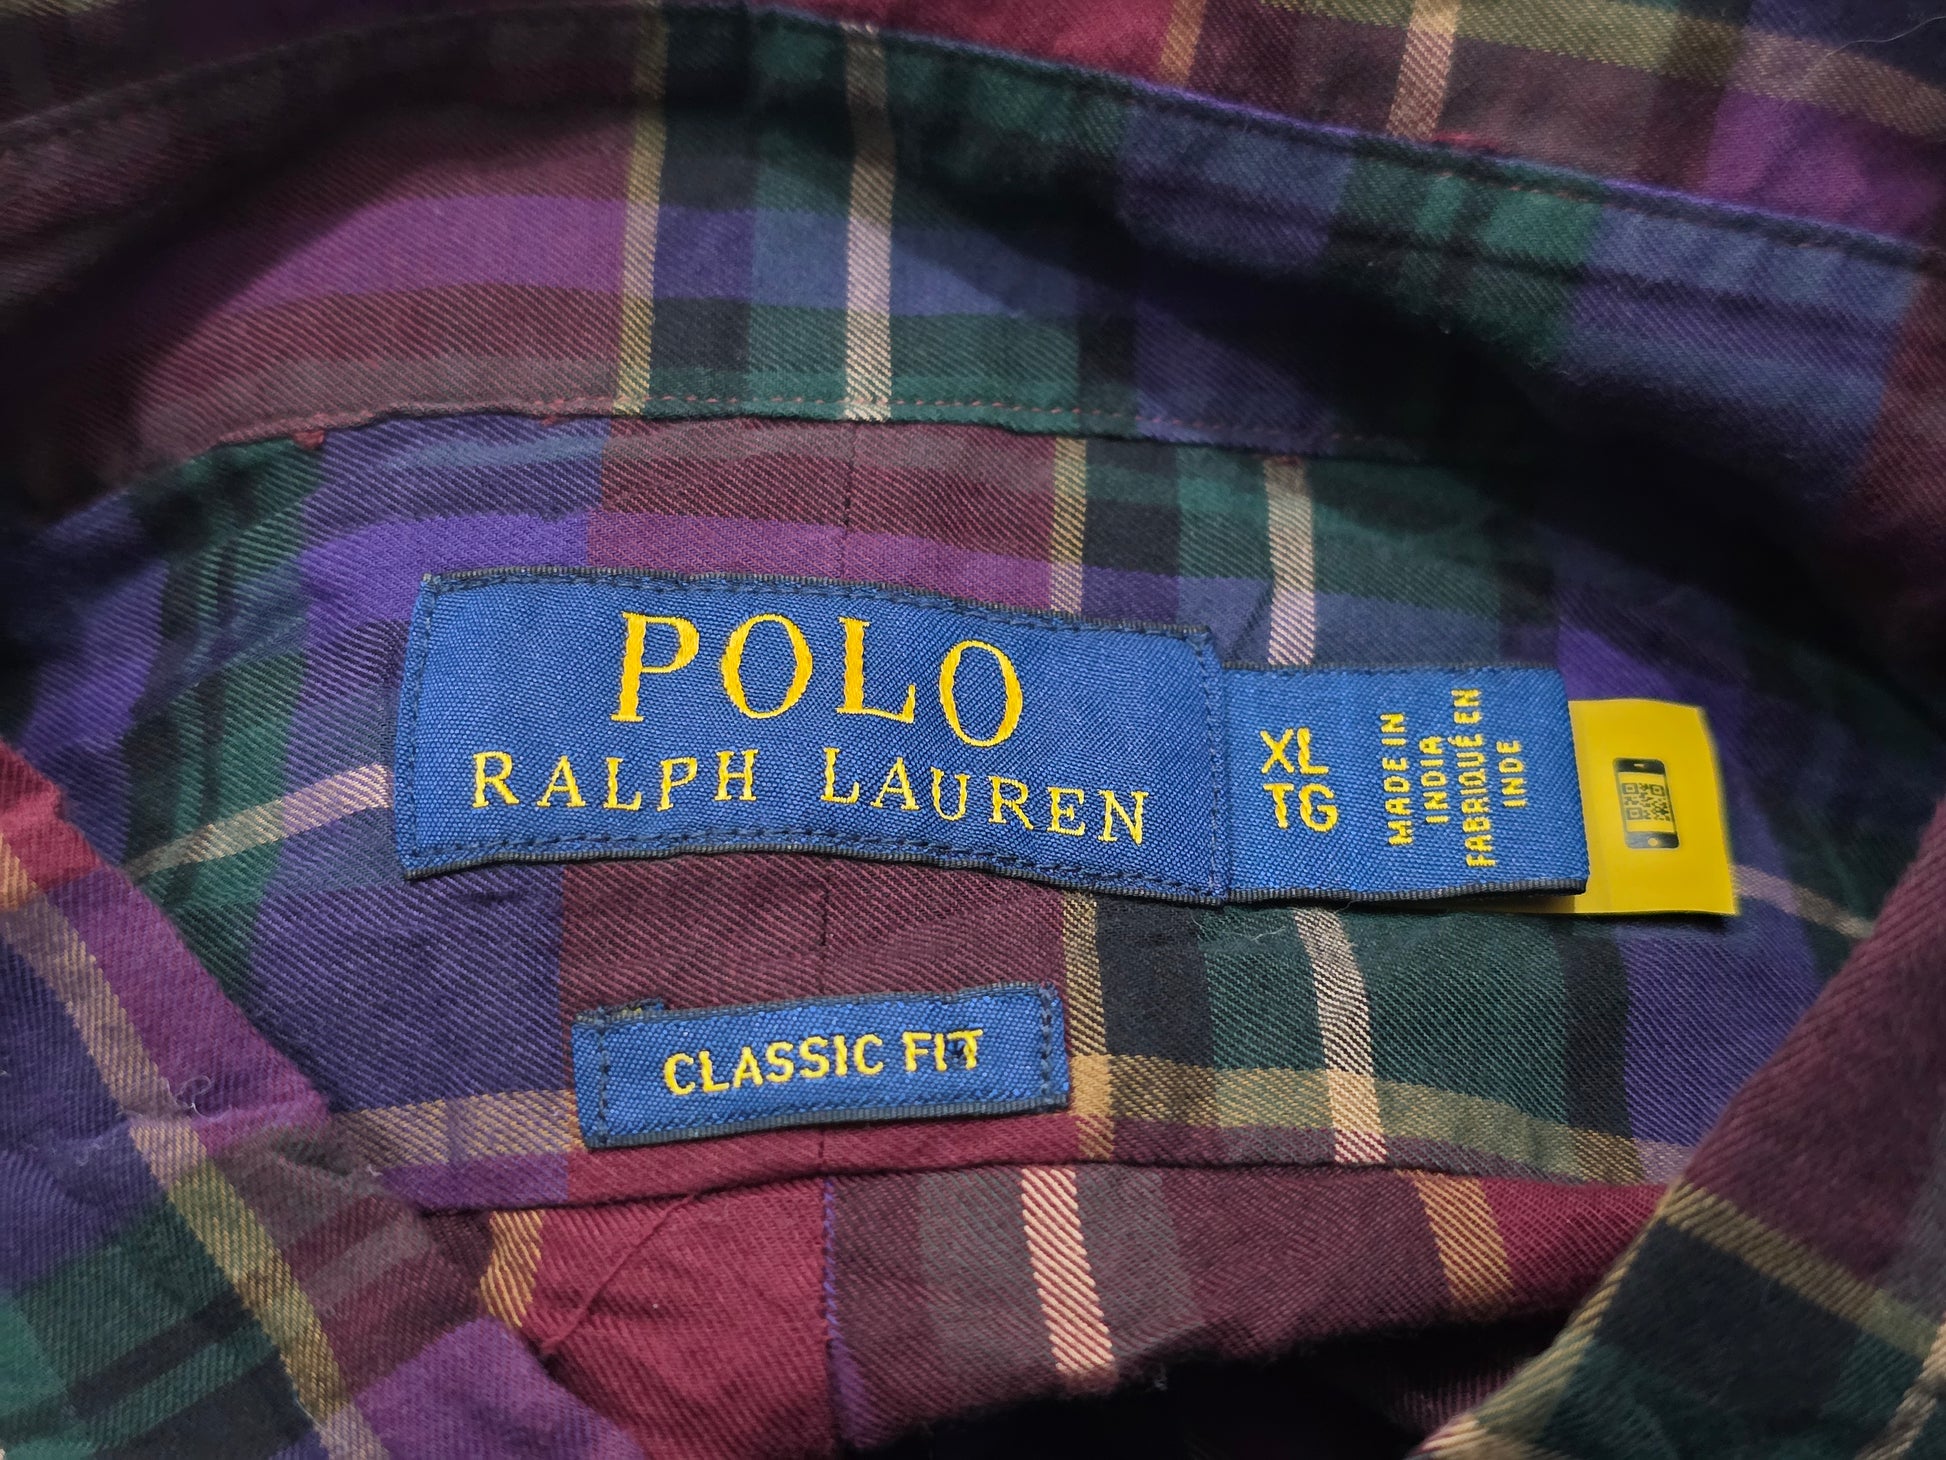 POLO
RALPH LAUREN
XL
TG
MADE IN
INDIA
FABRIQUÉ EN
INDE
CLASSIC FIT